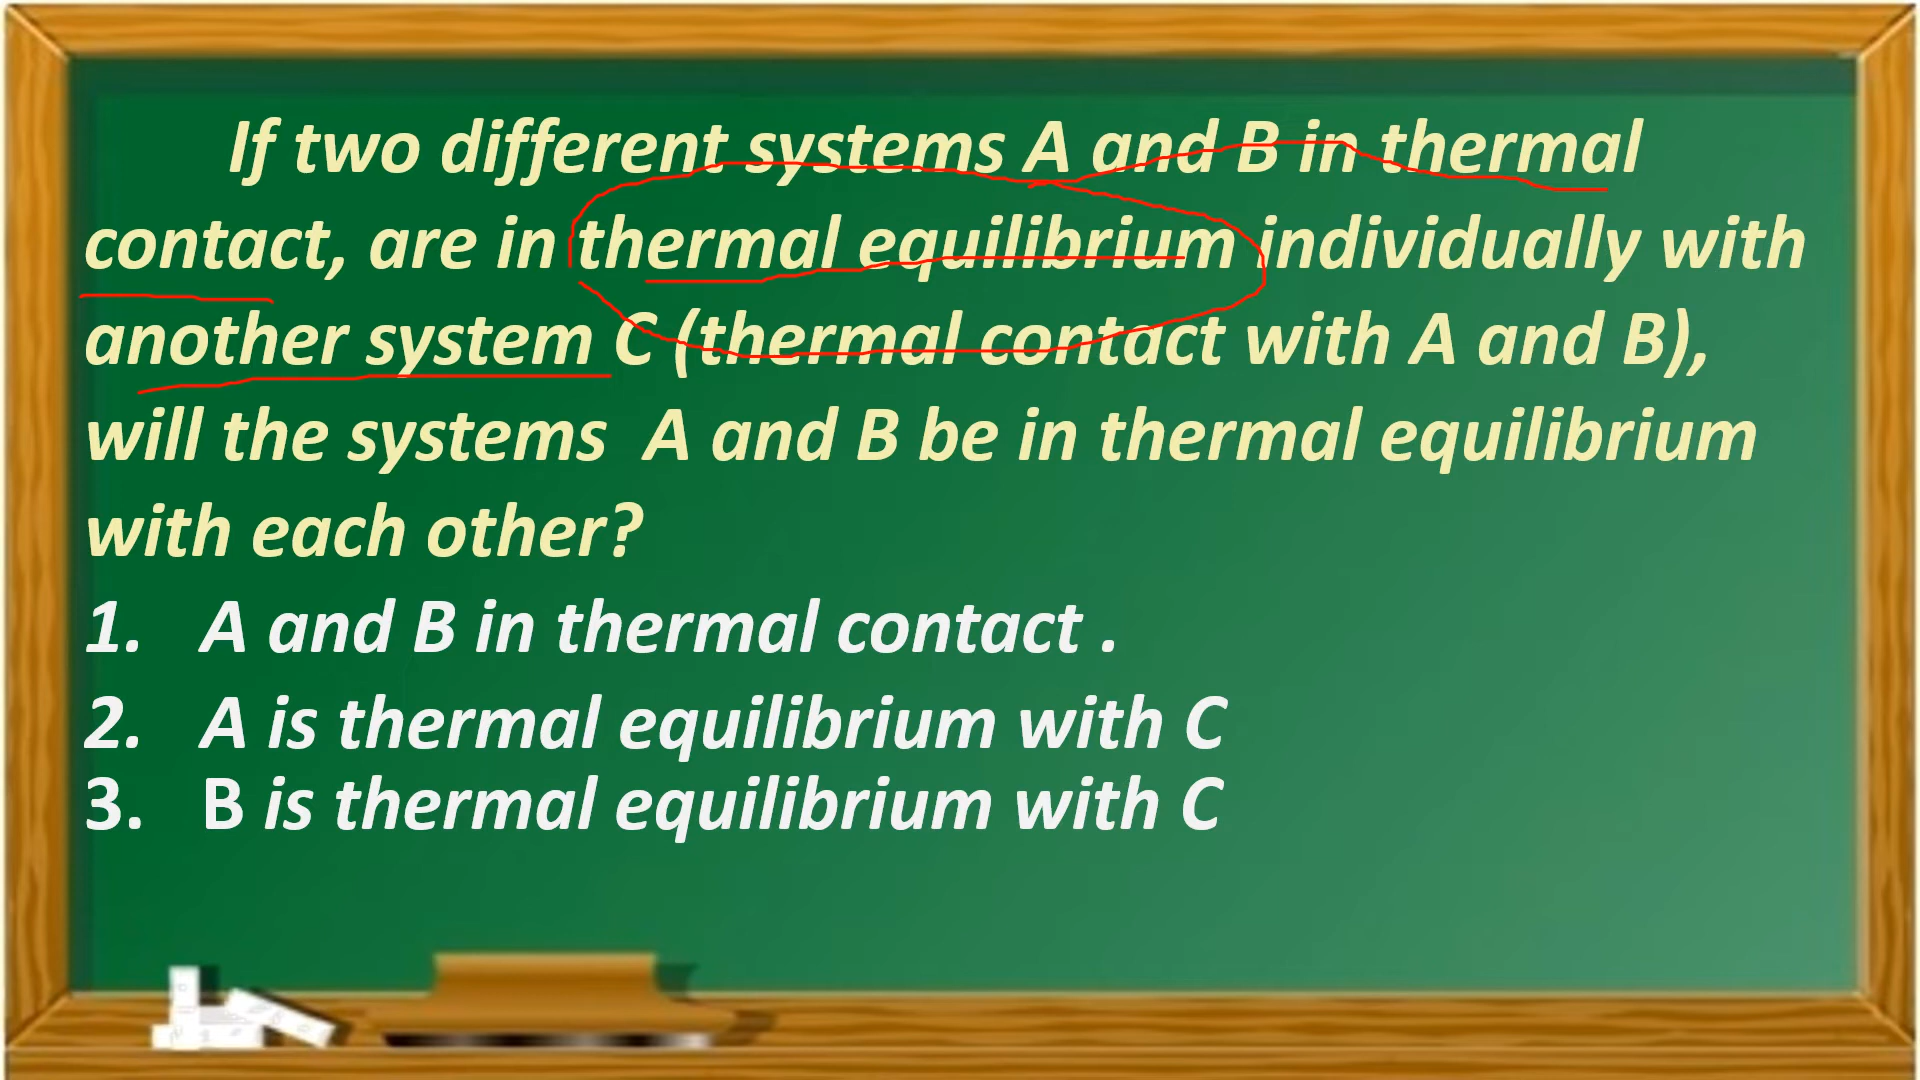 If two different systems A and B in thermal
contact, are in thermal equilibrium individually with
another system C (thermal contact with A and B),
will the systems A and B be in thermal equilibrium
with each other?
1. A and B in thermal contact .
2. A is thermal equilibrium with C
3. B is thermal equilibrium with C